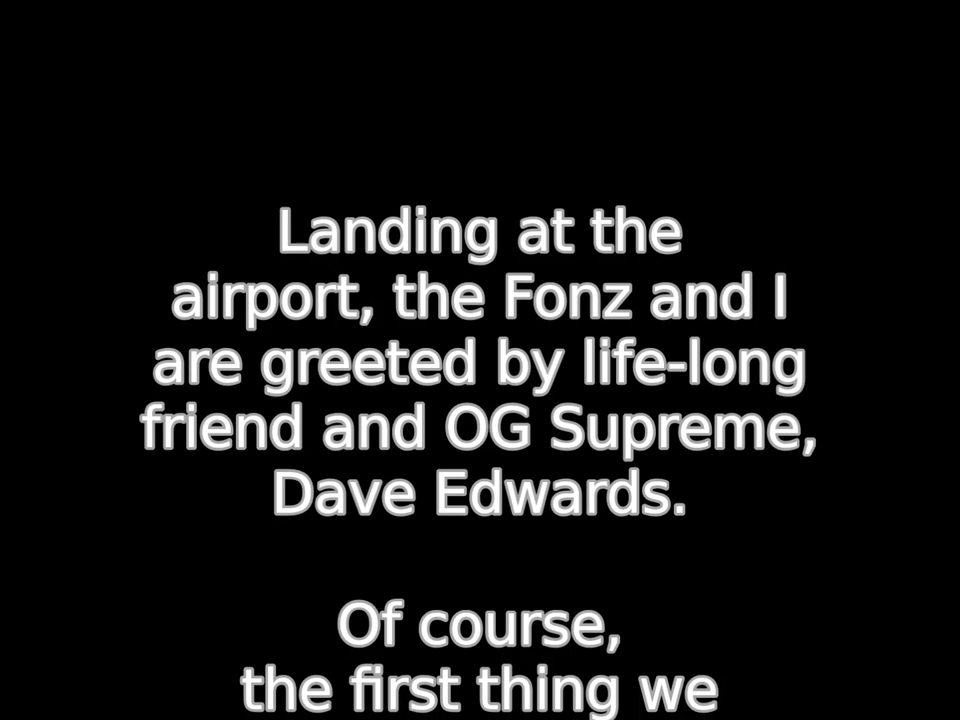 Landing at the
airport, the Fonz and I
are greeted by life-long
friend and OG Supreme,
Dave Edwards.
Of course,
the first thing we